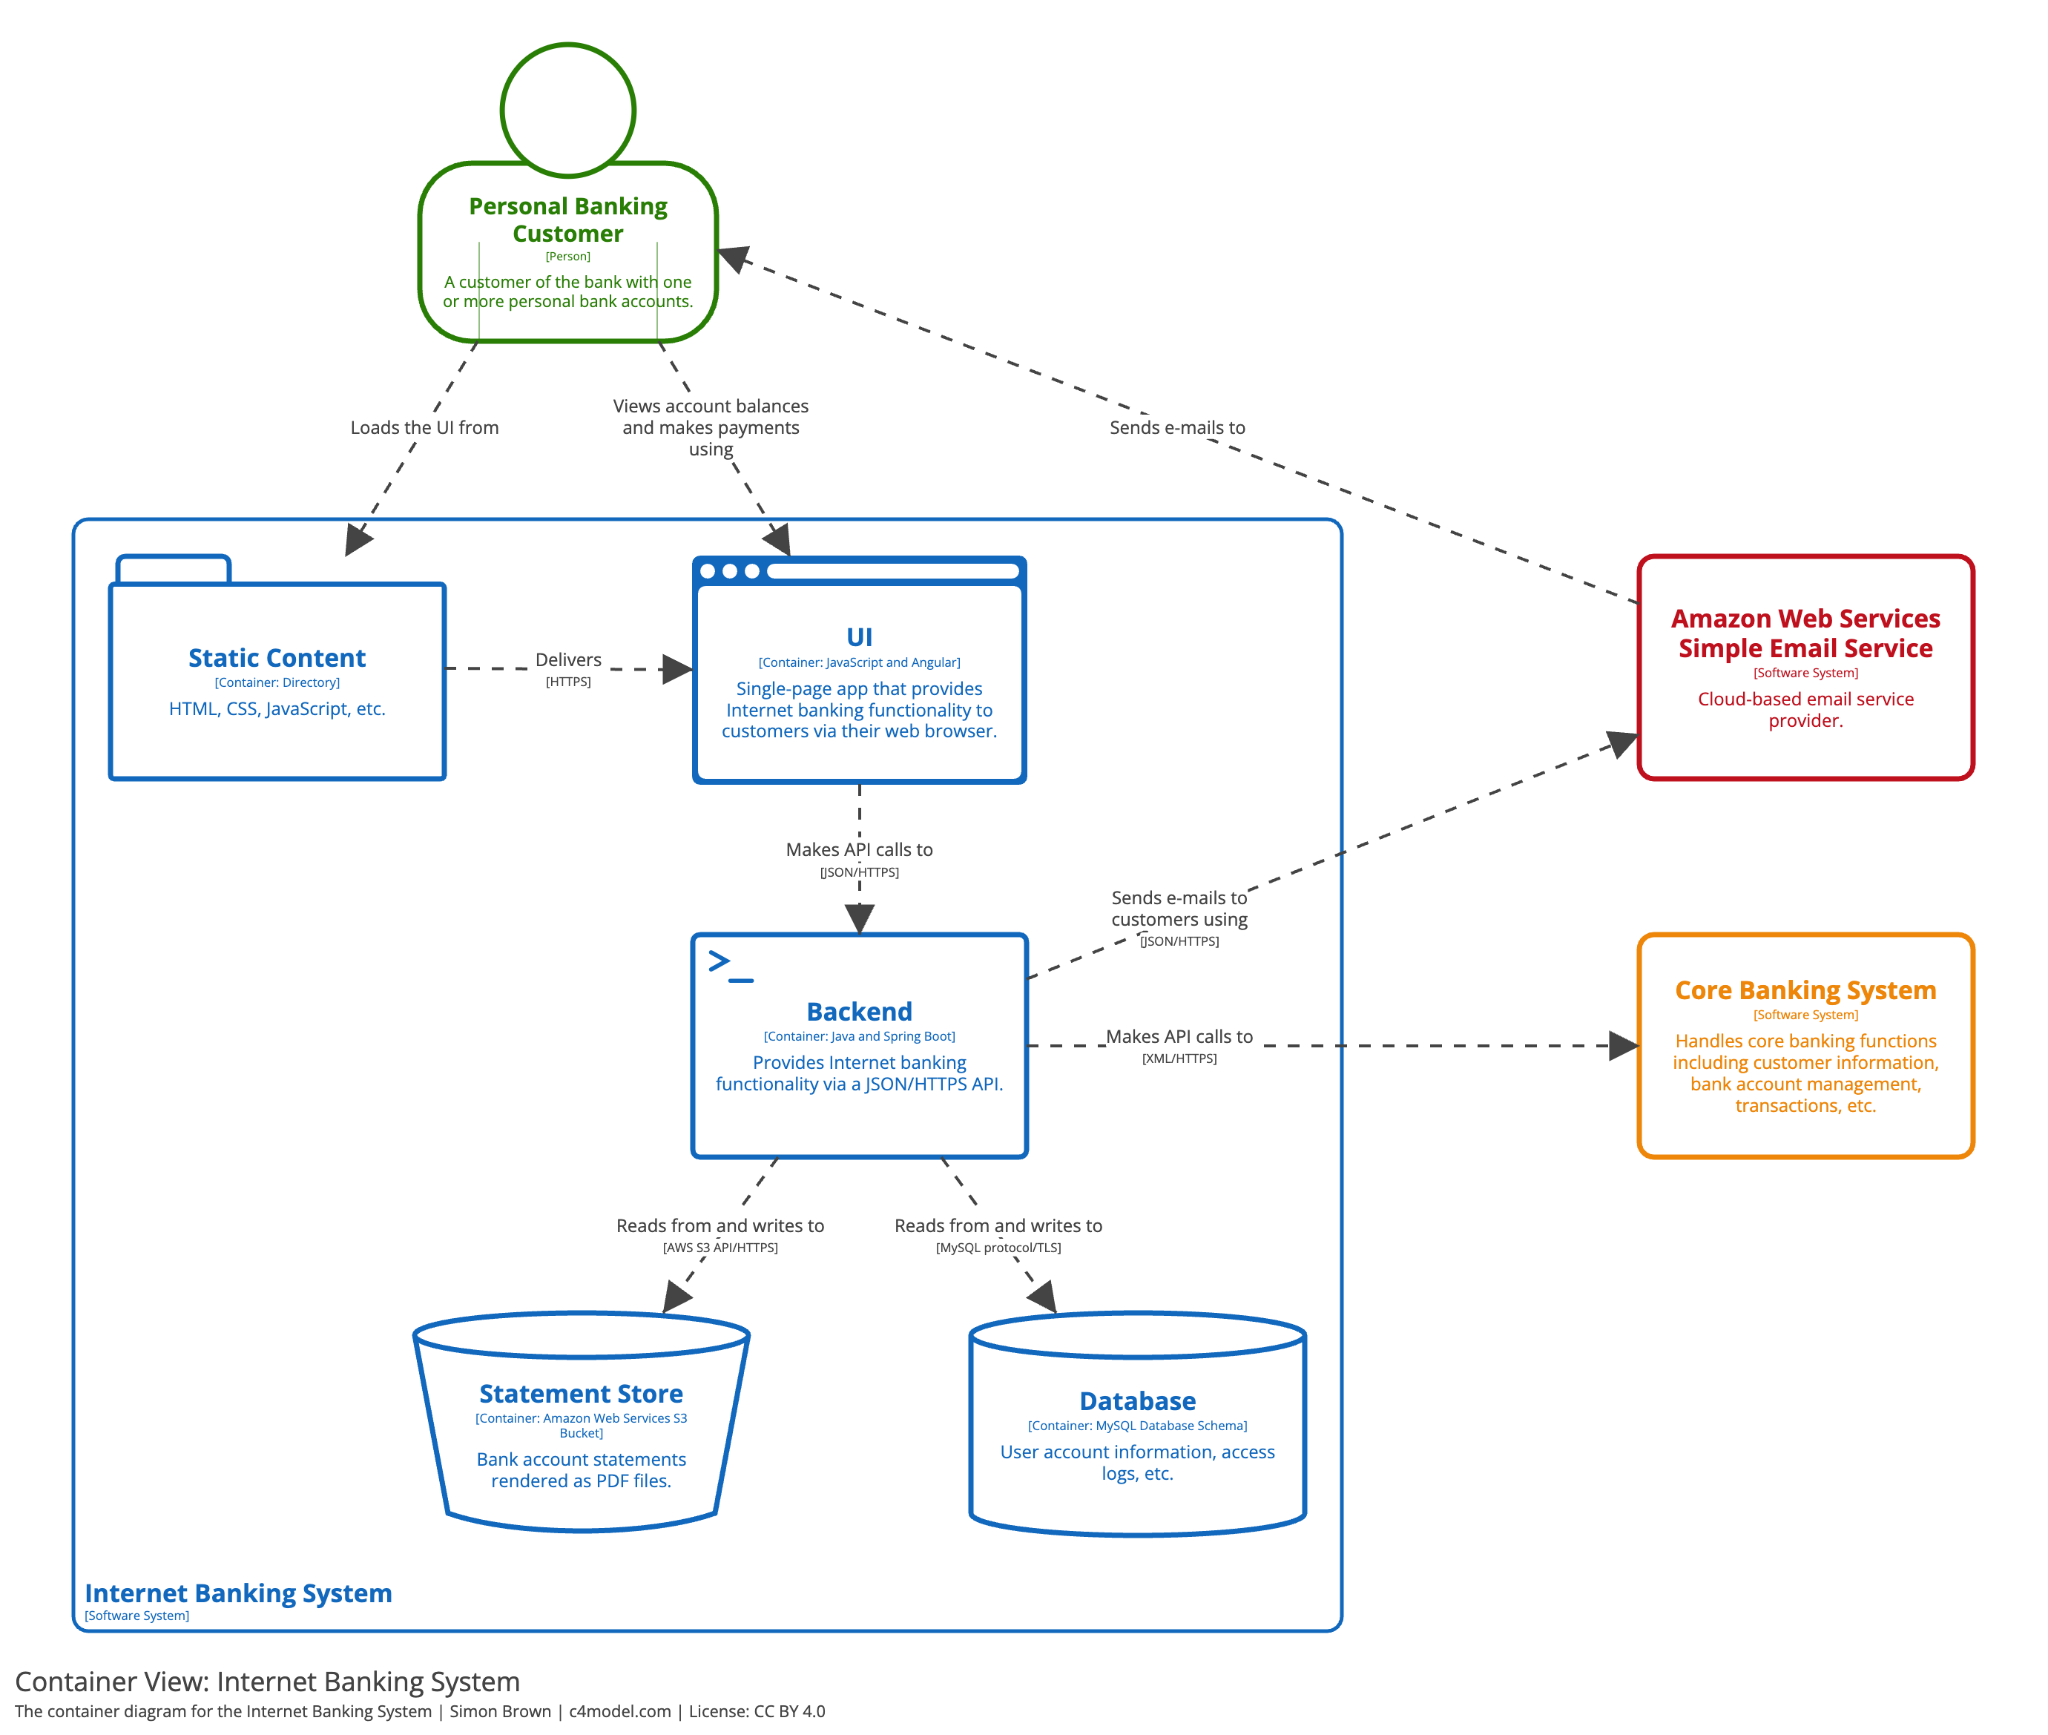 Personal Banking
Customer
[Person]
A customer of the bank with one
or more personal bank accounts.
Loads the UI from
Views account balances
and makes payments
using
Sends e-mails to
Static Content
[Container: Directory]
HTML, CSS, JavaScript, etc.
Delivers
[HTTPS]
UI
[Container: JavaScript and Angular]
Single-page app that provides
Internet banking functionality to
customers via their web browser.
Amazon Web Services
Simple Email Service
[Software System]
Cloud-based email service
provider.
Makes API calls to
[JSON/HTTPS]
Sends e-mails to
customers using
[JSON/HTTPS]
>_
Backend
[Container: Java and Spring Boot]
Provides Internet banking
functionality via a JSON/HTTPS API.
Makes API calls to
[XML/HTTPS]
Core Banking System
[Software System]
Handles core banking functions
including customer information,
bank account management,
transactions, etc.
Reads from and writes to
[AWS S3 API/HTTPS]
Reads from and writes to
[MySQL protocol/TLS]
Statement Store
[Container: Amazon Web Services S3
Bucket]
Bank account statements
rendered as PDF files.
Database
[Container: MySQL Database Schema]
User account information, access
logs, etc.
Internet Banking System
[Software System]
Container View: Internet Banking System
The container diagram for the Internet Banking System | Simon Brown | c4model.com | License: CC BY 4.0